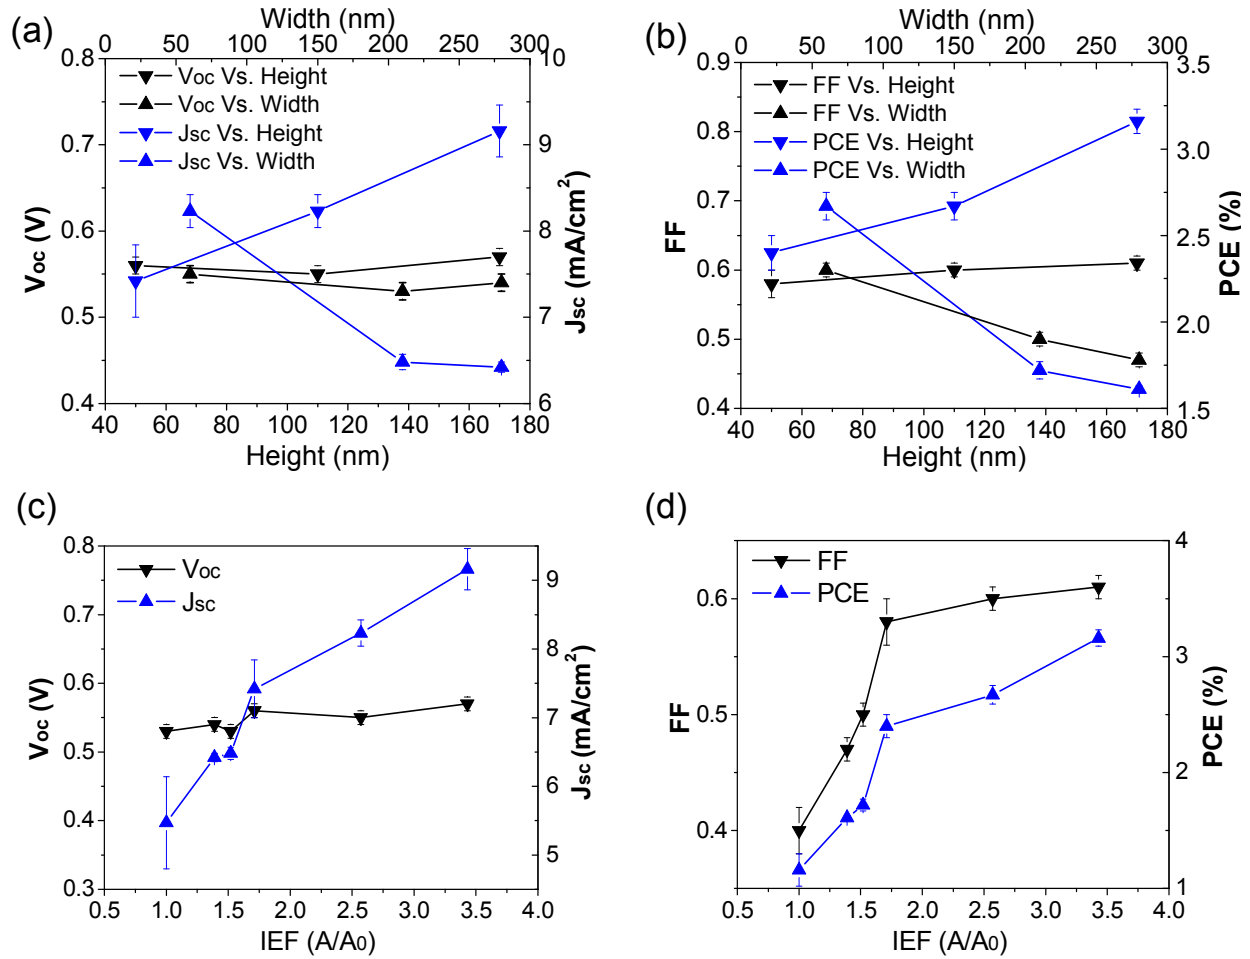 (a)
Width (nm)
0 50 100 150 200 250 300
0.8
0.7
0.6
0.5
0.4
Voc (V)
Voc Vs. Height
Voc Vs. Width
Jsc Vs. Height
Jsc Vs. Width
10
9
8
7
6
Jsc (mA/cm²)
40 60 80 100 120 140 160 180
Height (nm)
(b)
Width (nm)
0 50 100 150 200 250 300
0.9
0.8
0.7
0.6
0.5
0.4
FF
FF Vs. Height
FF Vs. Width
PCE Vs. Height
PCE Vs. Width
3.5
3.0
2.5
2.0
1.5
PCE (%)
40 60 80 100 120 140 160 180
Height (nm)
(c)
0.8
0.7
0.6
0.5
0.4
0.3
Voc (V)
Voc
Jsc
9
8
7
6
5
Jsc (mA/cm²)
0.5 1.0 1.5 2.0 2.5 3.0 3.5 4.0
IEF (A/A0)
(d)
0.6
0.5
0.4
FF
FF
PCE
4
3
2
1
PCE (%)
0.5 1.0 1.5 2.0 2.5 3.0 3.5 4.0
IEF (A/A0)